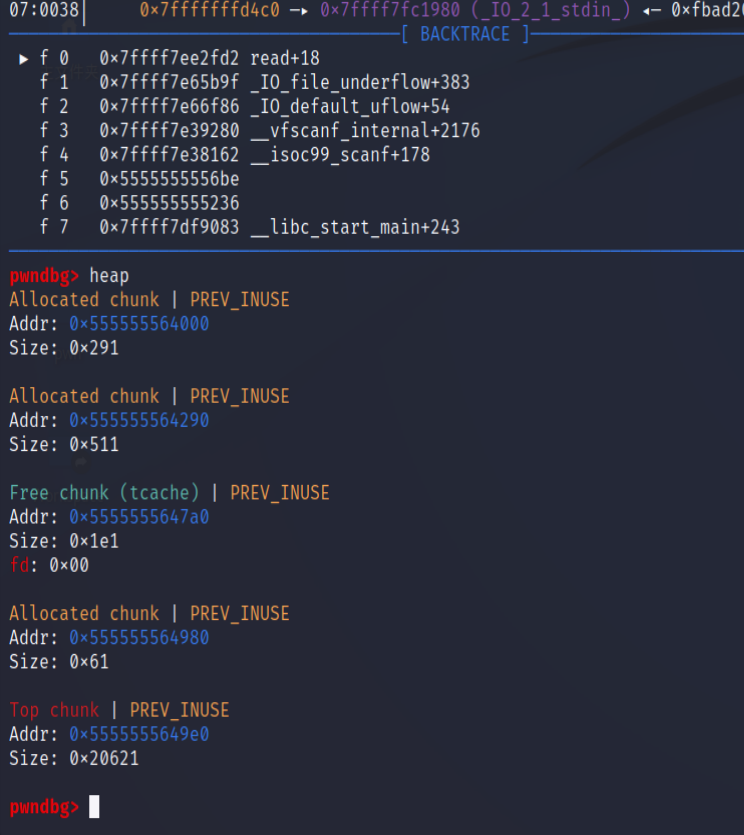 07:0038│ 0×7fffffffd4c0 —▸ 0×7ffff7fc1980 (_IO_2_1_stdin_) ◂— 0×fbad20
[ BACKTRACE ]
► f 0 0×7ffff7ee2fd2 read+18
f 1 0×7ffff7e65b9f _IO_file_underflow+383
f 2 0×7ffff7e66f86 _IO_default_uflow+54
f 3 0×7ffff7e39280 __vfscanf_internal+2176
f 4 0×7ffff7e38162 __isoc99_scanf+178
f 5 0×5555555556be
f 6 0×555555555236
f 7 0×7ffff7df9083 __libc_start_main+243
pwndbg> heap
Allocated chunk | PREV_INUSE
Addr: 0×555555564000
Size: 0×291
Allocated chunk | PREV_INUSE
Addr: 0×555555564290
Size: 0×511
Free chunk (tcache) | PREV_INUSE
Addr: 0×5555555647a0
Size: 0×1e1
fd: 0×00
Allocated chunk | PREV_INUSE
Addr: 0×555555564980
Size: 0×61
Top chunk | PREV_INUSE
Addr: 0×5555555649e0
Size: 0×20621
pwndbg>